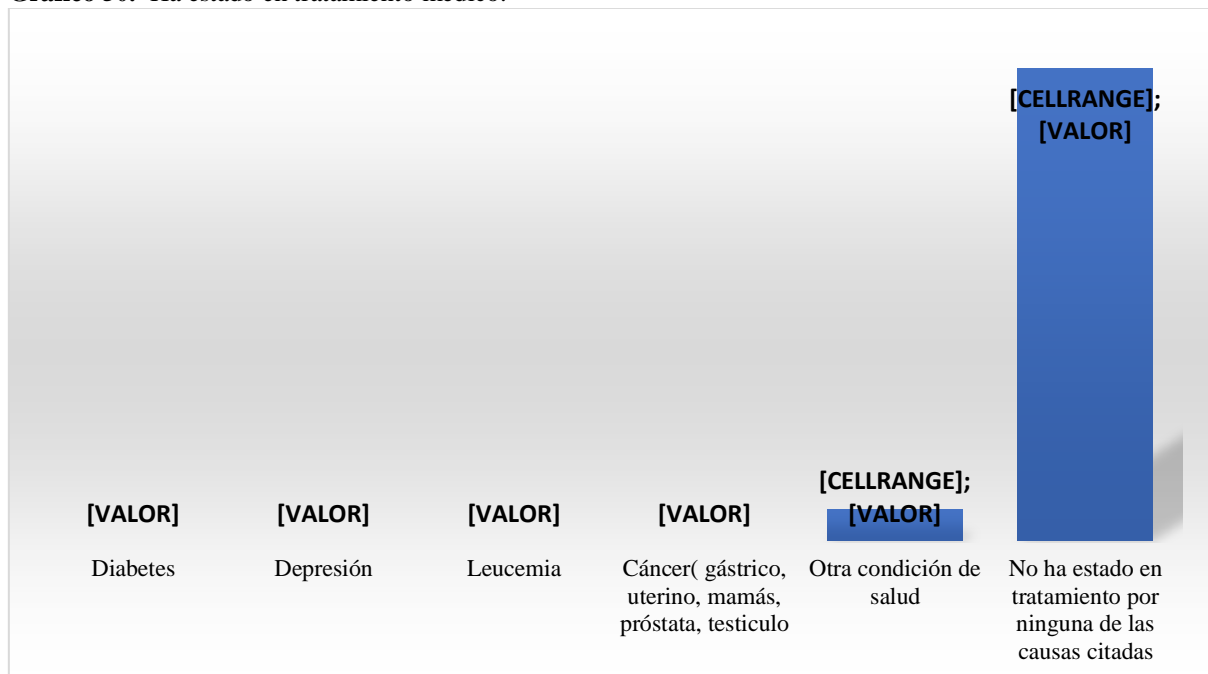 [CELLRANGE];
[VALOR]
[CELLRANGE];
[VALOR] [VALOR] [VALOR] [VALOR] [VALOR]
Diabetes Depresión Leucemia Cáncer( gástrico, Otra condición de No ha estado en
uterino, mamás, salud tratamiento por
próstata, testiculo ninguna de las
causas citadas